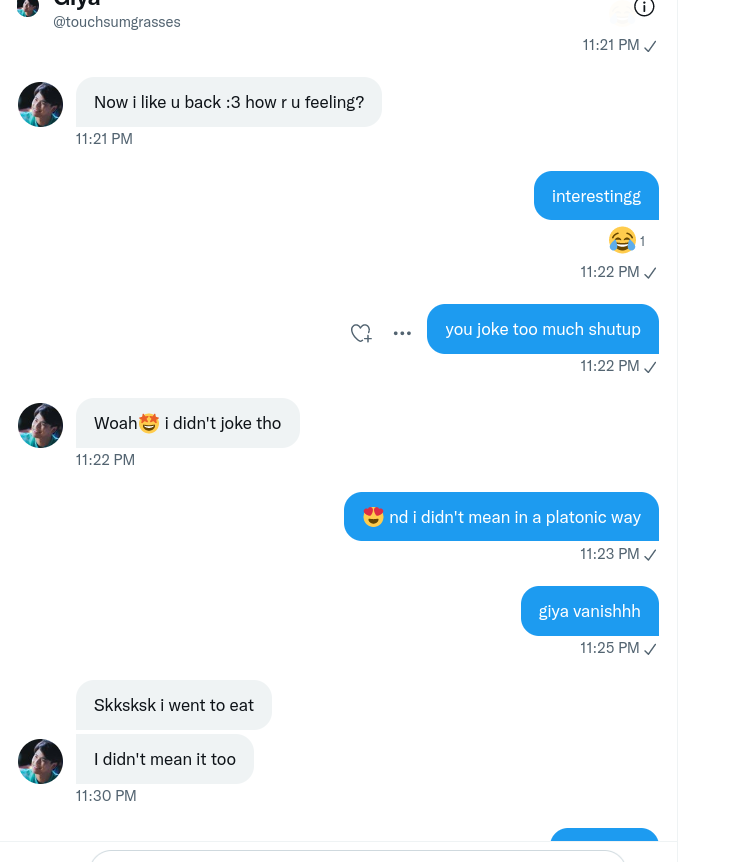 Giya
@touchsumgrasses
11:21 PM
Now i like u back :3 how r u feeling?
11:21 PM
interestingg
😂 1
11:22 PM
you joke too much shutup
11:22 PM
Woah🤩 i didn't joke tho
11:22 PM
😍 nd i didn't mean in a platonic way
11:23 PM
giya vanishhh
11:25 PM
Skksksk i went to eat
I didn't mean it too
11:30 PM